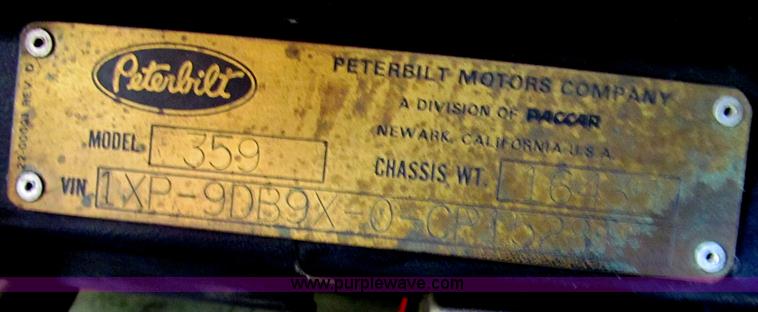 Peterbilt
PETERBILT MOTORS COMPANY
A DIVISION OF PACCAR
NEWARK, CALIFORNIA U.S.A.
MODEL 359
CHASSIS WT.
VIN 1XP-9DB9X-0-
www.purplewave.com